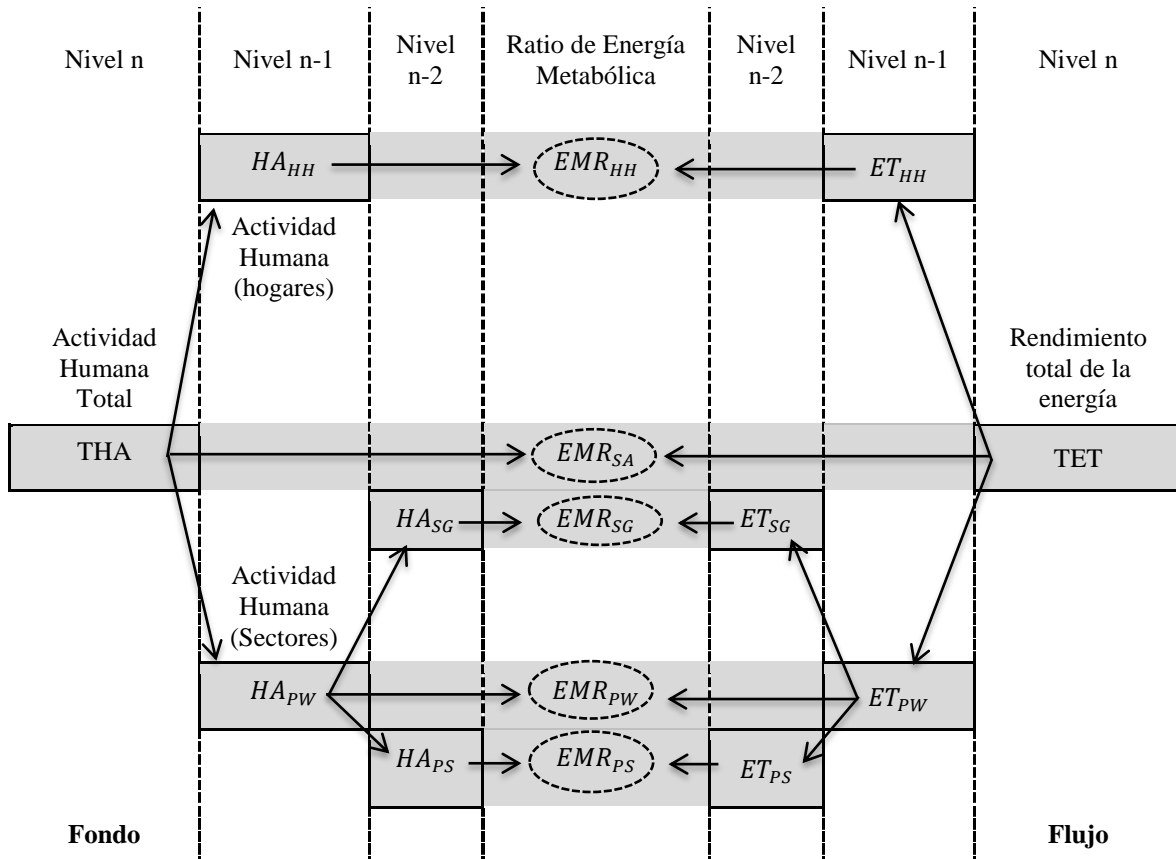 Nivel n
Nivel n-1
Nivel
n-2
Ratio de Energía
Metabólica
Nivel
n-2
Nivel n-1
Nivel n
HA_HH
EMR_HH
ET_HH
Actividad
Humana
(hogares)
Actividad
Humana
Total
Rendimiento
total de la
energía
THA
EMR_SA
TET
HA_SG
EMR_SG
ET_SG
Actividad
Humana
(Sectores)
HA_PW
EMR_PW
ET_PW
HA_PS
EMR_PS
ET_PS
Fondo
Flujo